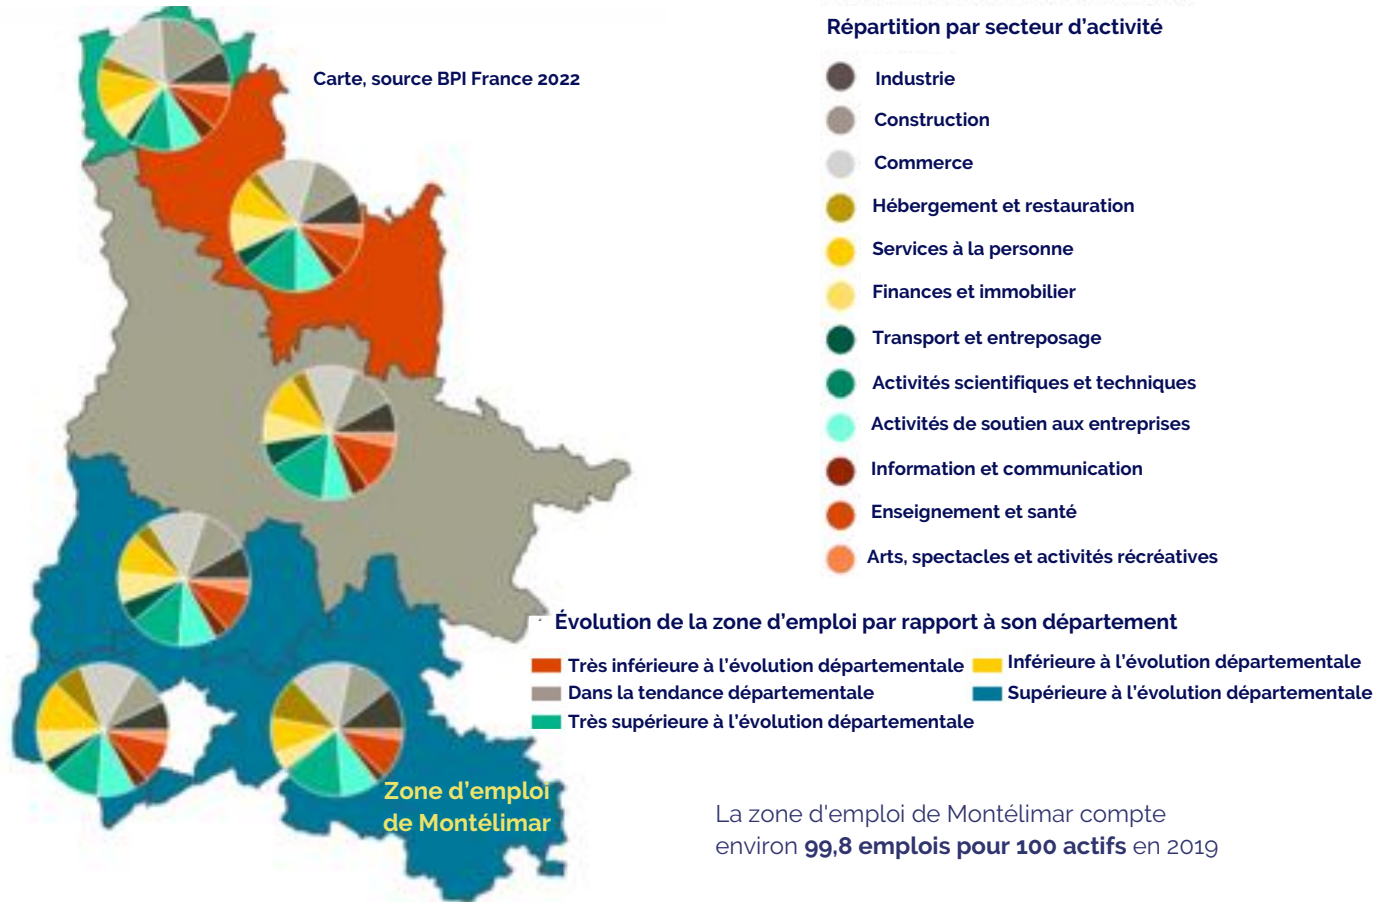 Répartition par secteur d'activité
Carte, source BPI France 2022
Industrie
Construction
Commerce
Hébergement et restauration
Services à la personne
Finances et immobilier
Transport et entreposage
Activités scientifiques et techniques
Activités de soutien aux entreprises
Information et communication
Enseignement et santé
Arts, spectacles et activités récréatives
Évolution de la zone d'emploi par rapport à son département
Très inférieure à l'évolution départementale
Inférieure à l'évolution départementale
Dans la tendance départementale
Supérieure à l'évolution départementale
Très supérieure à l'évolution départementale
Zone d'emploi
de Montélimar
La zone d'emploi de Montélimar compte
environ 99,8 emplois pour 100 actifs en 2019